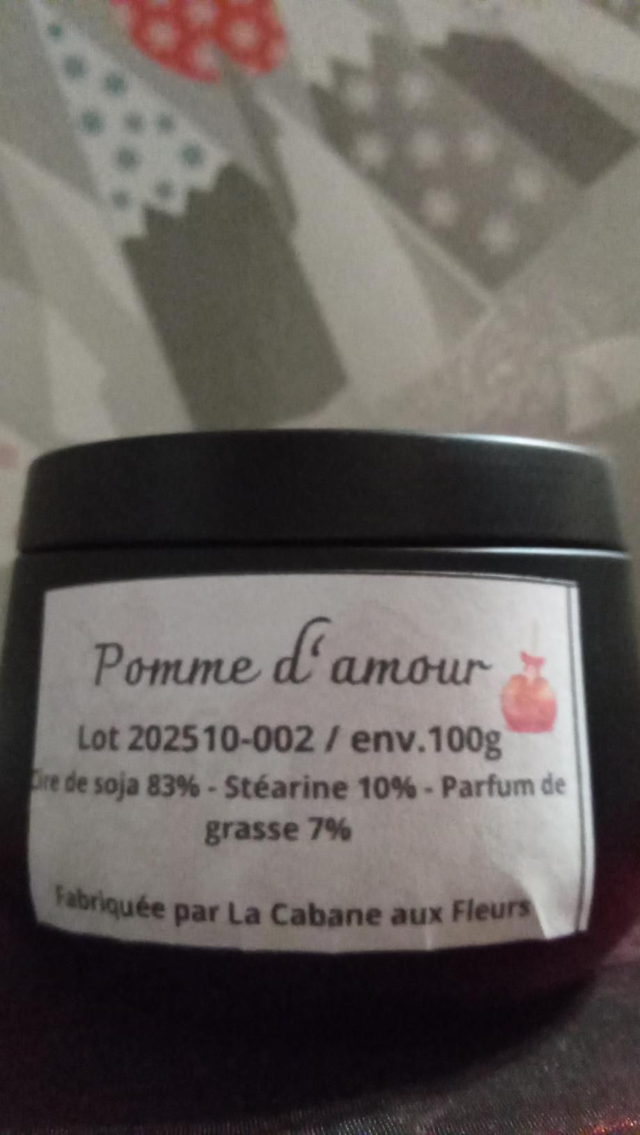 Pomme d'amour
Lot 202510-002 / env.100g
Cire de soja 83% - Stéarine 10% - Parfum de
grasse 7%
Fabriquée par La Cabane aux Fleurs